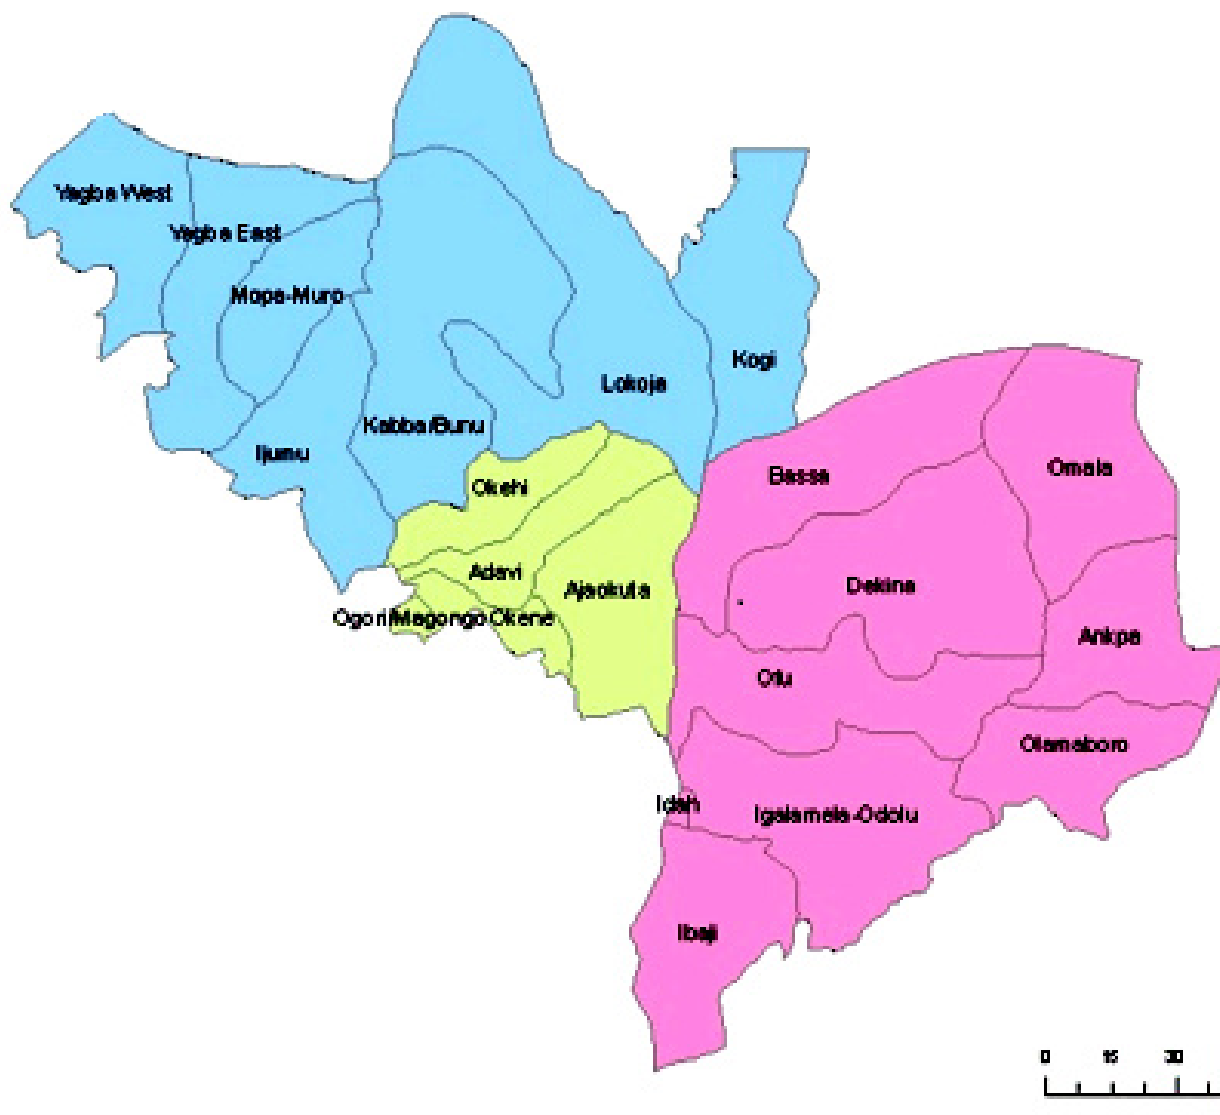 Yagba West
Yagba East
Mopa-Muro
Kogi
Lokoja
Kabba/Bunu
Ijumu
Omala
Bassa
Okehi
Adavi
Ajaokuta
Dekina
Ogori/Magongo
Okene
Ankpa
Ofu
Olamaboro
Idah
Igalamela-Odolu
Ibaji
0 15 30